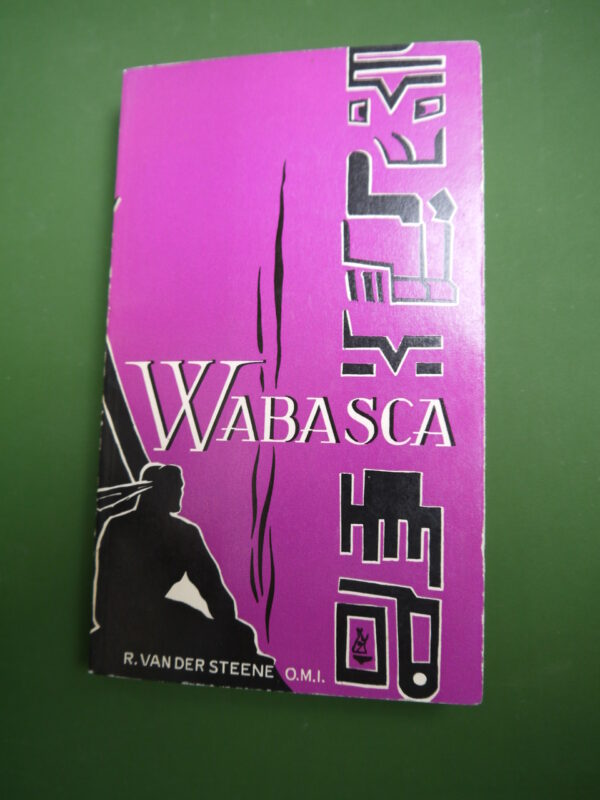 WABASCA
R. VAN DER STEENE O.M.I.